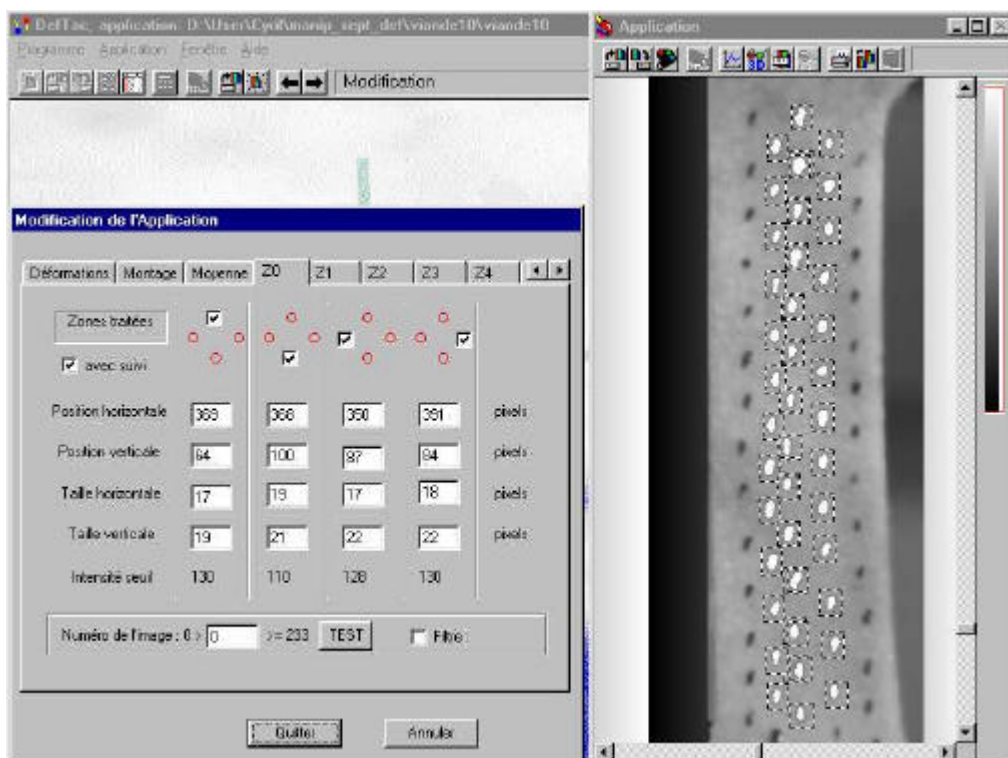 DefTac, application: D:\User\Cyril\manip_sept_def\viande10\viande10
Programme Application Fenêtre Aide
Modification
Modification de l'Application
Déformations Montage Moyenne Z0 Z1 Z2 Z3 Z4
Zones traitées
avec suivi
Position horizontale 369 368 350 391 pixels
Position verticale 64 100 87 84 pixels
Taille horizontale 17 19 17 18 pixels
Taille verticale 19 21 22 22 pixels
Intensité seuil 130 110 128 130
Numéro de l'image : 0 > 0 >= 233 TEST Filtre :
Quitter Annuler
Application
3D